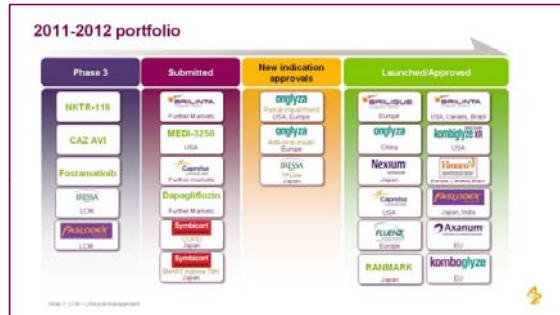 2011-2012 portfolio
Phase 3
NKTR-118
CAZ AVI
Fostamatinib
IRESSA
LCM
FASLODEX
LCM
Submitted
BRILINTA
Further Markets
MEDI-3250
USA
Caprelsa
Further markets
Dapagliflozin
Further Markets
Symbicort
Japan
Symbicort
SMART Asthma
Japan
New indication
approvals
onglyza
Renal impairment
USA, Europe
onglyza
Add-on to insulin
Europe
IRESSA
1st Line
Japan
Launched/Approved
BRILIQUE
Europe
onglyza
China
Nexium
Japan
Caprelsa
USA
FLUENZ
Europe
RANMARK
Japan
BRILINTA
USA, Canada, Brazil
kombiglyze XR
USA
Vimovo
FASLODEX
Japan, India
Axanum
EU
komboglyze
EU